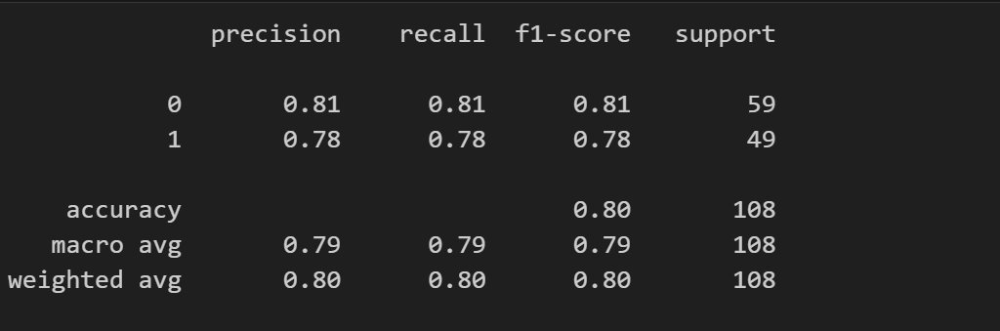 precision recall f1-score support
0 0.81 0.81 0.81 59
1 0.78 0.78 0.78 49
accuracy 0.80 108
macro avg 0.79 0.79 0.79 108
weighted avg 0.80 0.80 0.80 108